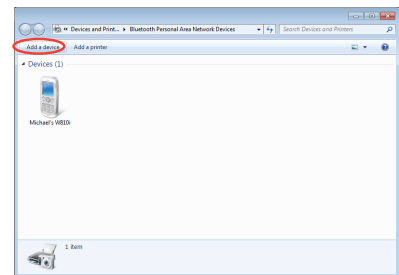 « Devices and Print... ▸ Bluetooth Personal Area Network Devices
Search Devices and Printers
Add a device
Add a printer
Devices (1)
Michael's W810i
1 item